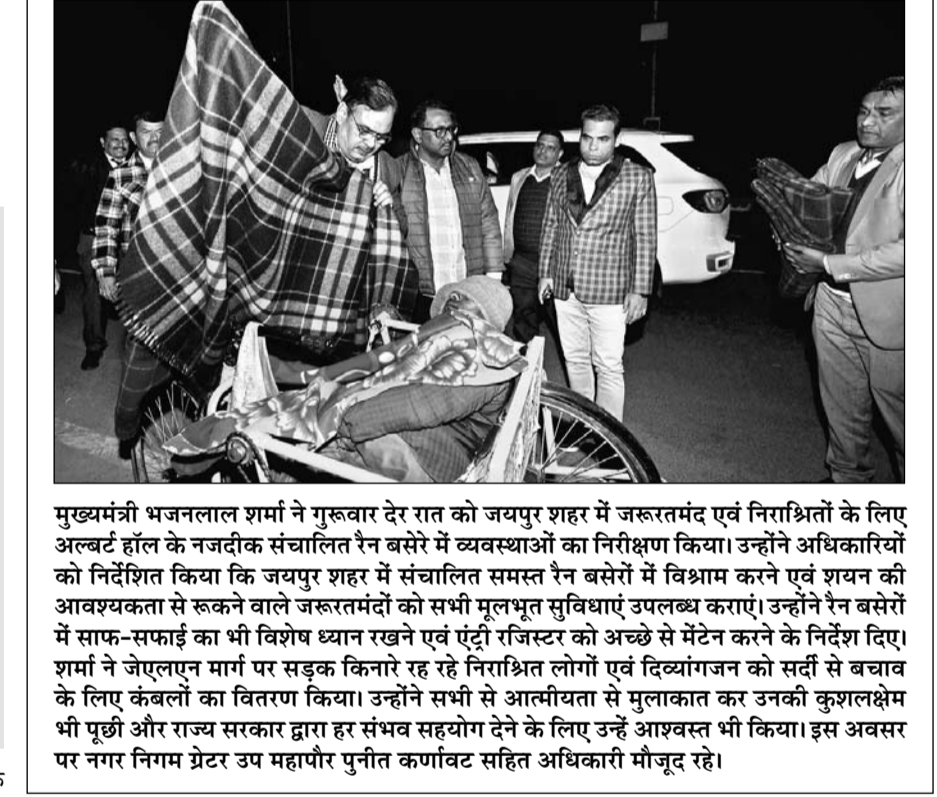 मुख्यमंत्री भजनलाल शर्मा ने गुरूवार देर रात को जयपुर शहर में जरूरतमंद एवं निराश्रितों के लिए
अल्बर्ट हॉल के नजदीक संचालित रैन बसेरे में व्यवस्थाओं का निरीक्षण किया। उन्होंने अधिकारियों
को निर्देशित किया कि जयपुर शहर में संचालित समस्त रैन बसेरों में विश्राम करने एवं शयन की
आवश्यकता से रूकने वाले जरूरतमंदों को सभी मूलभूत सुविधाएं उपलब्ध कराएं। उन्होंने रैन बसेरों
में साफ-सफाई का भी विशेष ध्यान रखने एवं एंट्री रजिस्टर को अच्छे से मेंटेन करने के निर्देश दिए।
शर्मा ने जेएलएन मार्ग पर सड़क किनारे रह रहे निराश्रित लोगों एवं दिव्यांगजन को सर्दी से बचाव
के लिए कंबलों का वितरण किया। उन्होंने सभी से आत्मीयता से मुलाकात कर उनकी कुशलक्षेम
भी पूछी और राज्य सरकार द्वारा हर संभव सहयोग देने के लिए उन्हें आश्वस्त भी किया। इस अवसर
पर नगर निगम ग्रेटर उप महापौर पुनीत कर्णावट सहित अधिकारी मौजूद रहे।